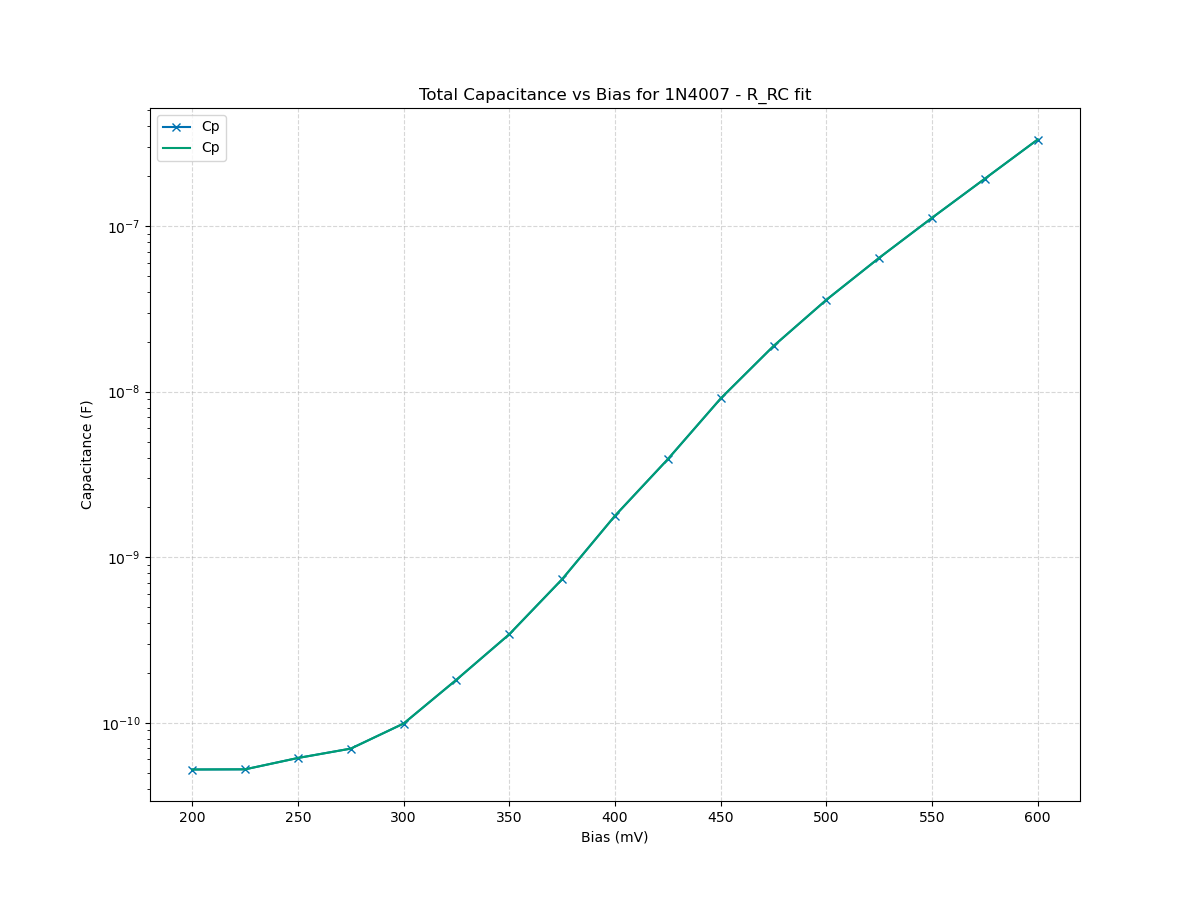 Total Capacitance vs Bias for 1N4007 - R_RC fit
Cp
Cp
Capacitance (F)
10⁻⁷
10⁻⁸
10⁻⁹
10⁻¹⁰
200 250 300 350 400 450 500 550 600
Bias (mV)